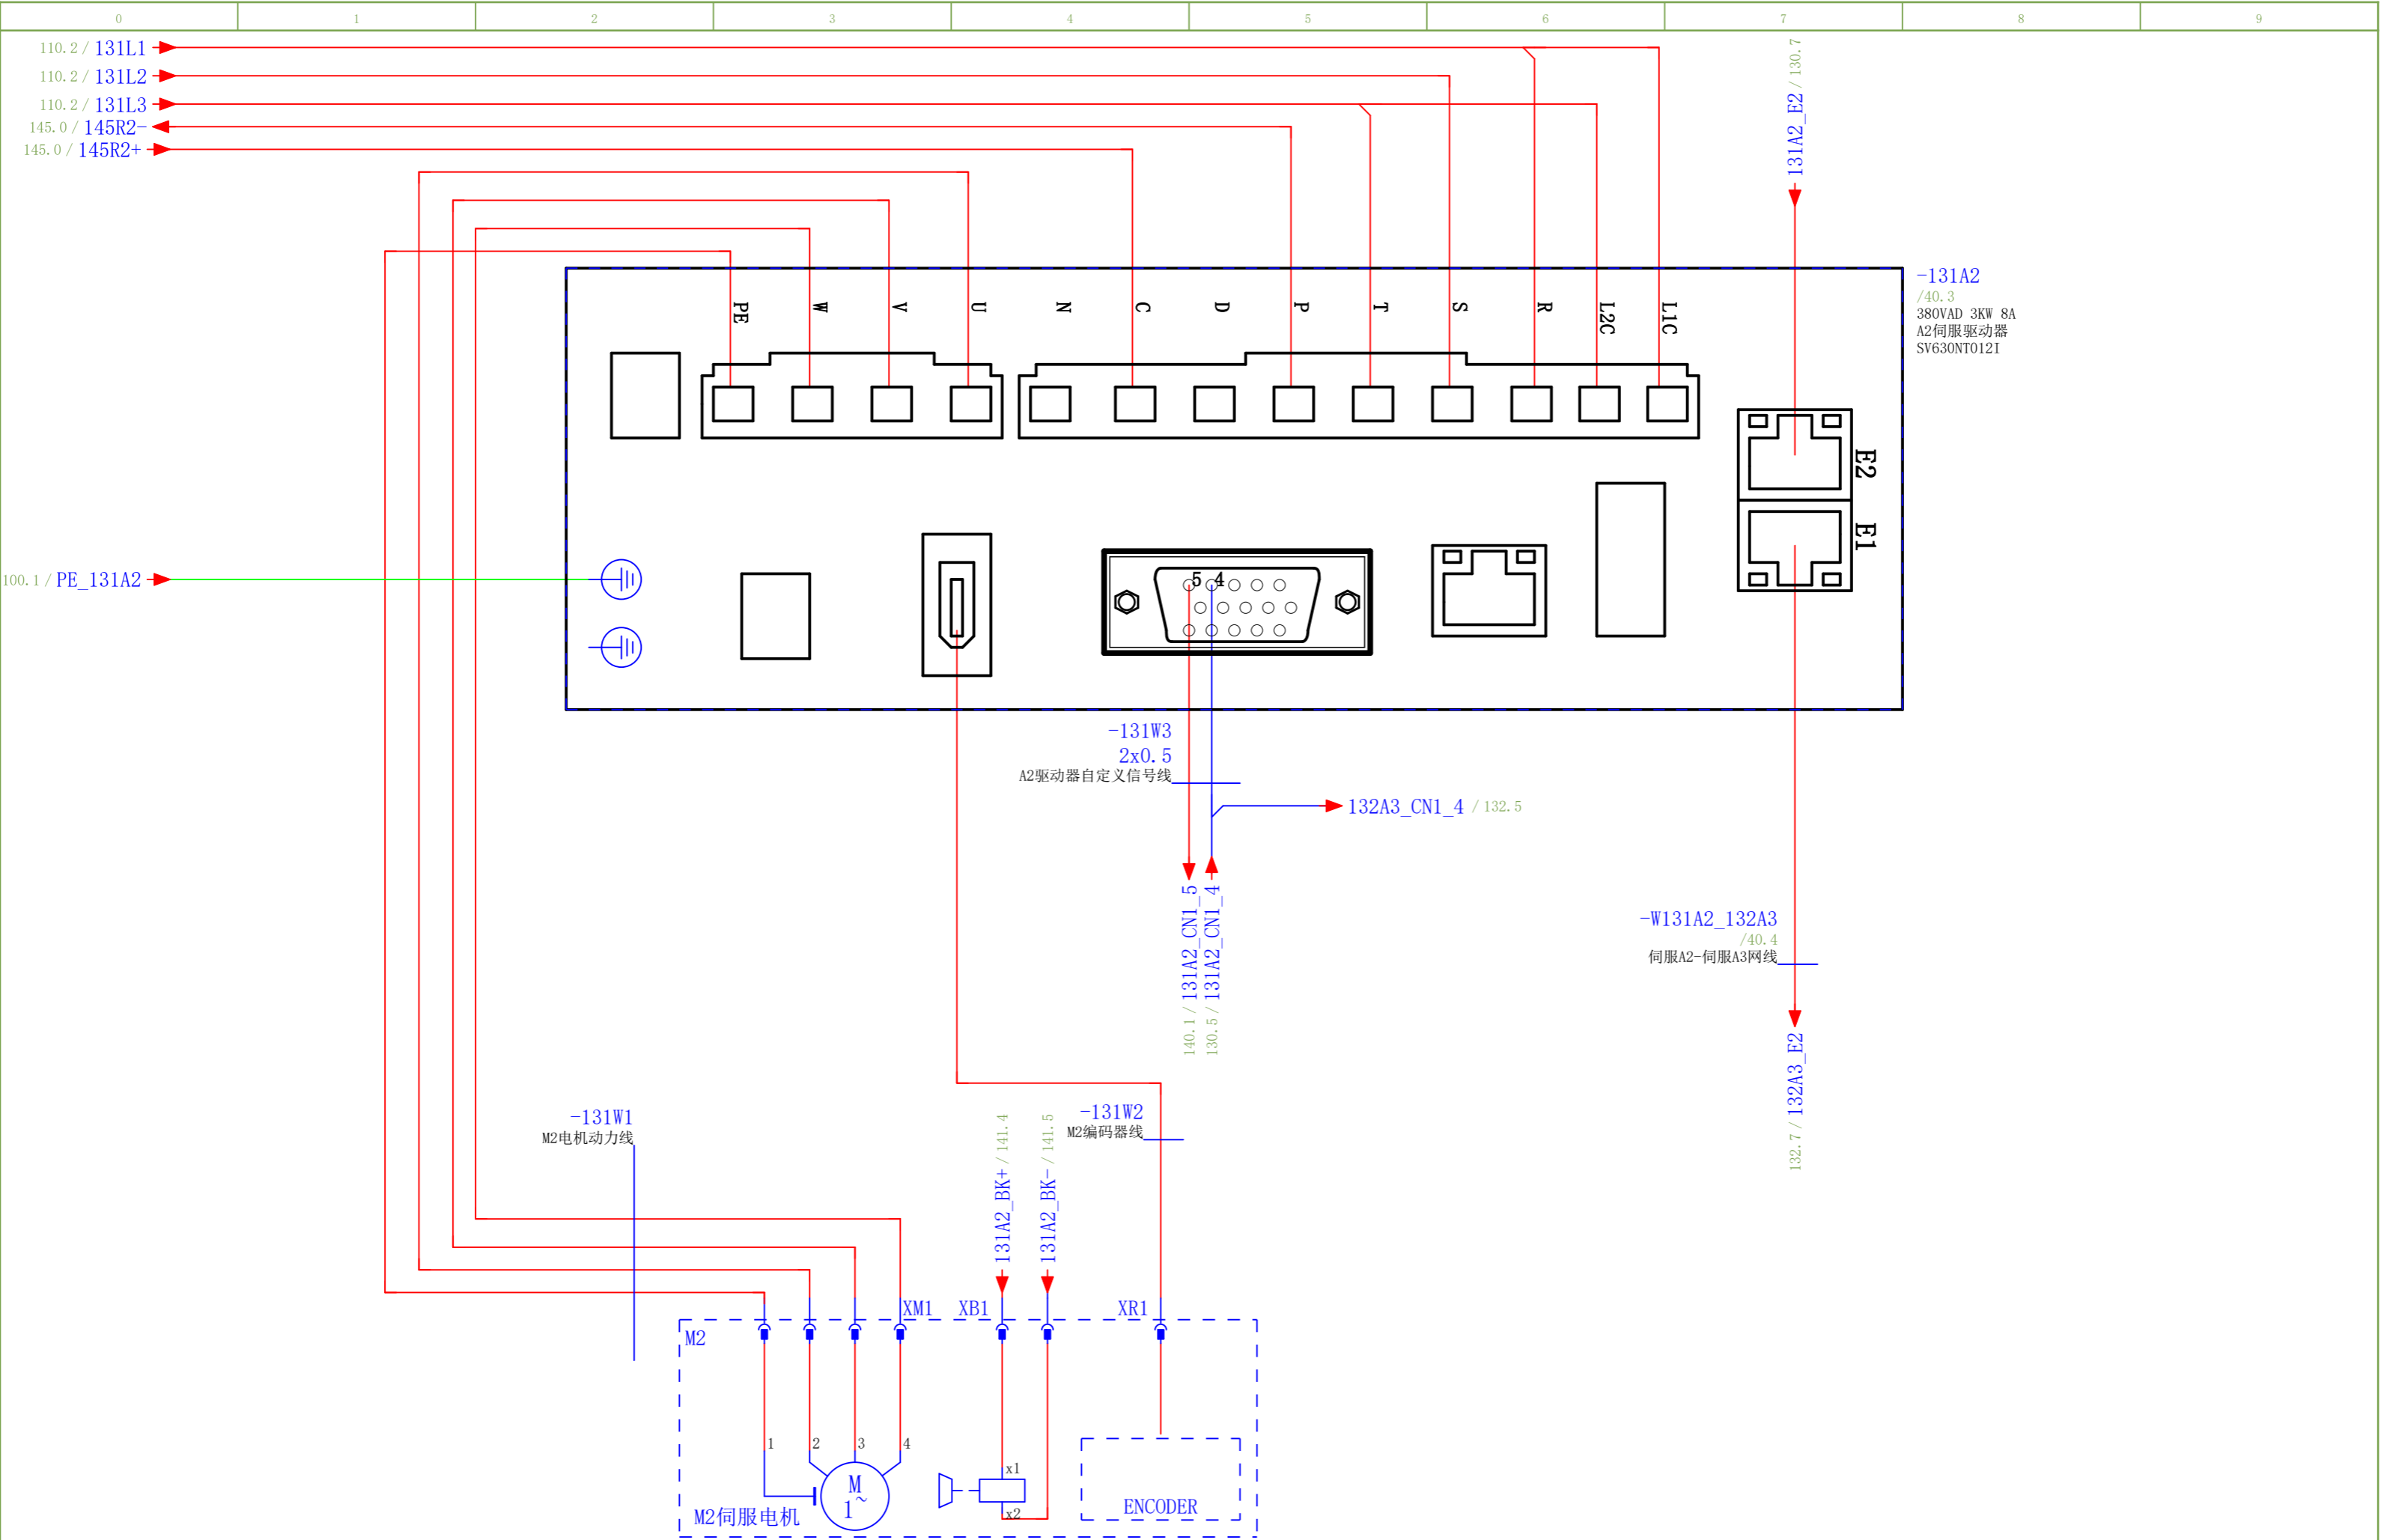 0 1 2 3 4 5 6 7 8 9
110.2 / 131L1
110.2 / 131L2
110.2 / 131L3
145.0 / 145R2-
145.0 / 145R2+
131A2_E2 / 130.7
-131A2
/40.3
380VAD 3KW 8A
A2伺服驱动器
SV630NT012I
PE W V U N C D P T S R L2C L1C
E2
E1
100.1 / PE_131A2
5 4
-131W3
2x0.5
A2驱动器自定义信号线
132A3_CN1_4 / 132.5
140.1 / 131A2_CN1_5
130.5 / 131A2_CN1_4
-W131A2_132A3
/40.4
伺服A2-伺服A3网线
132.7 / 132A3_E2
-131W1
M2电机动力线
131A2_BK+ / 141.4
131A2_BK- / 141.5
-131W2
M2编码器线
XM1 XB1 XR1
M2
1 2 3 4
M
1~
M2伺服电机
x1
x2
ENCODER